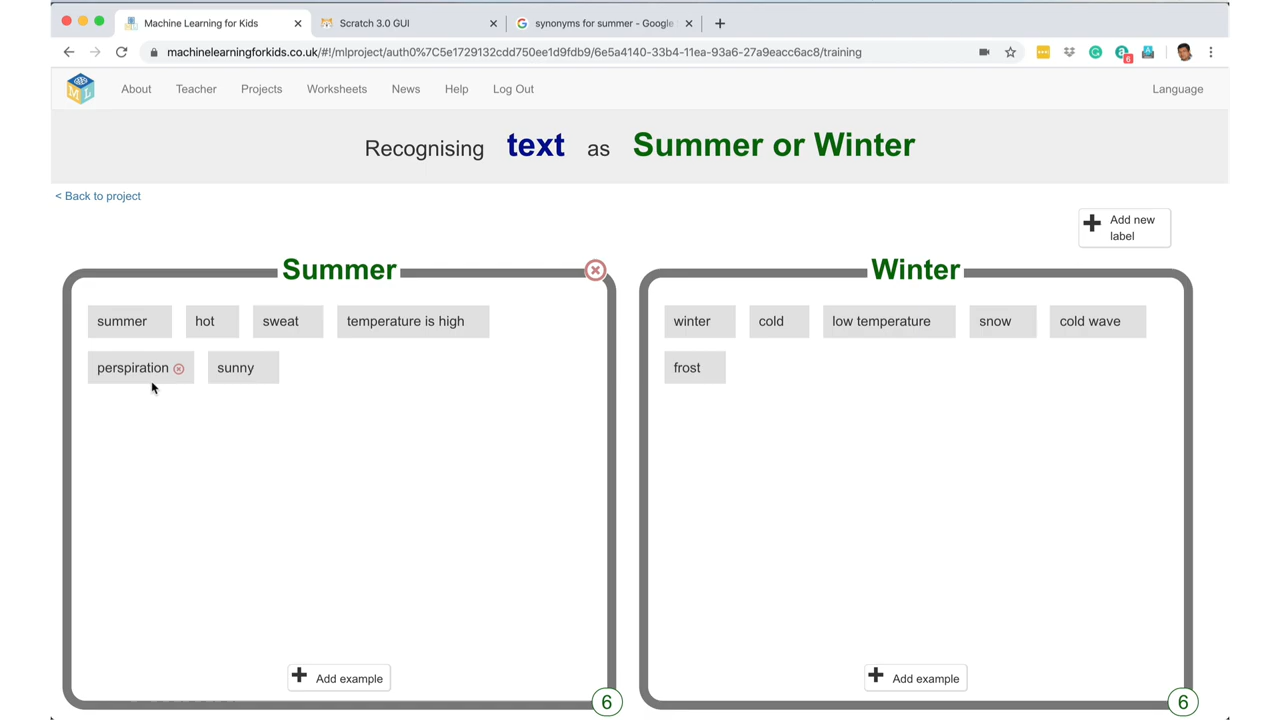 Machine Learning for Kids
Scratch 3.0 GUI
synonyms for summer - Google
machinelearningforkids.co.uk/#!/mlproject/auth0%7C5e1729132cdd750ee1d9fdb9/6e5a4140-33b4-11ea-93a6-27a9eacc6ac8/training
6
About Teacher Projects Worksheets News Help Log Out Language
Recognising text as Summer or Winter
< Back to project
Add new
label
Summer
summer hot sweat temperature is high
perspiration sunny
Add example
6
Winter
winter cold low temperature snow cold wave
frost
Add example
6